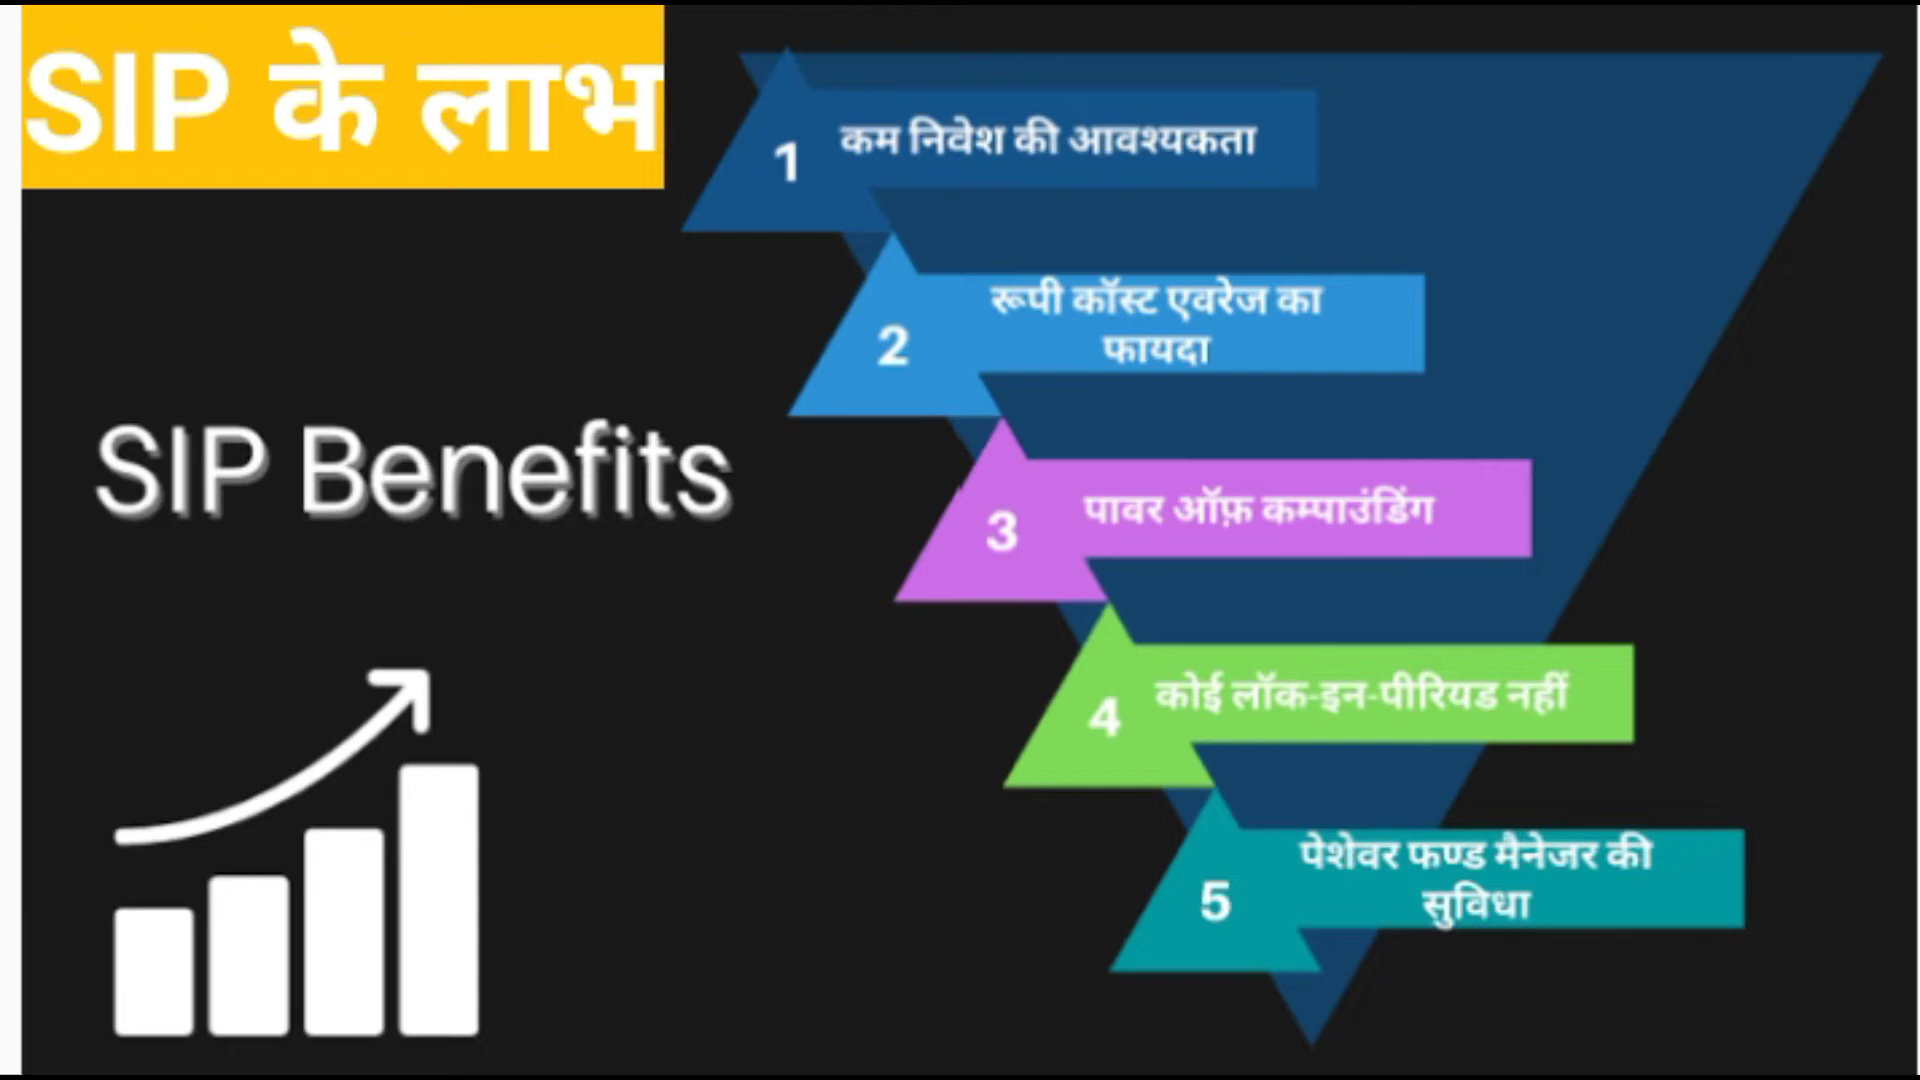 SIP के लाभ
SIP Benefits
1 कम निवेश की आवश्यकता
2 रूपी कॉस्ट एवरेज का
फायदा
3 पावर ऑफ़ कम्पाउंडिंग
4 कोई लॉक-इन-पीरियड नहीं
5 पेशेवर फण्ड मैनेजर की
सुविधा